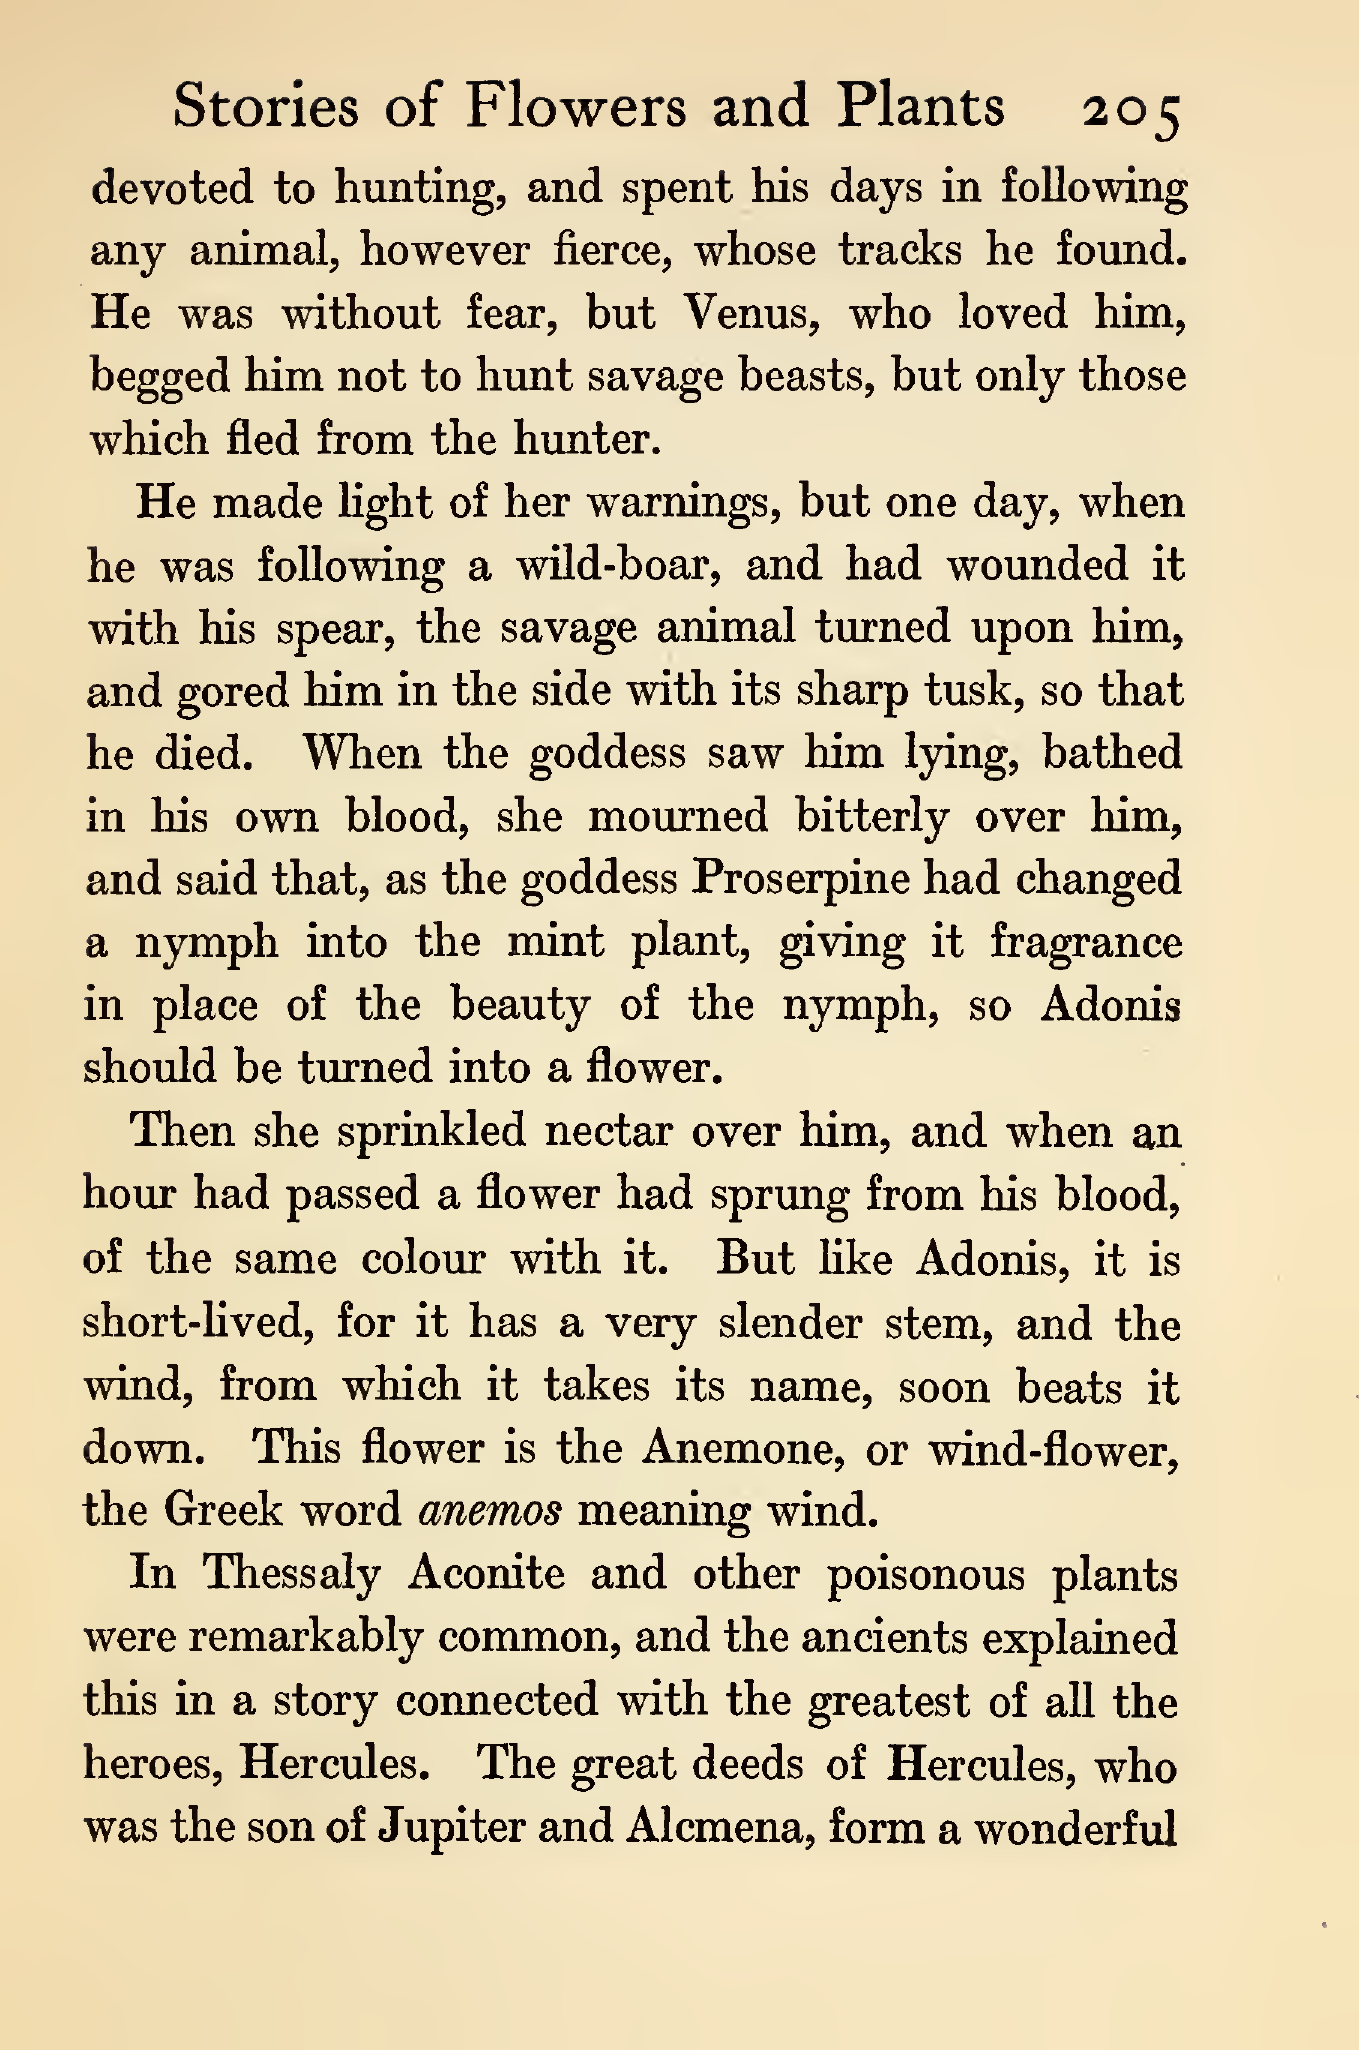 Stories of Flowers and Plants 205
devoted to hunting, and spent his days in following
any animal, however fierce, whose tracks he found.
He was without fear, but Venus, who loved him,
begged him not to hunt savage beasts, but only those
which fled from the hunter.
He made light of her warnings, but one day, when
he was following a wild-boar, and had wounded it
with his spear, the savage animal turned upon him,
and gored him in the side with its sharp tusk, so that
he died. When the goddess saw him lying, bathed
in his own blood, she mourned bitterly over him,
and said that, as the goddess Proserpine had changed
a nymph into the mint plant, giving it fragrance
in place of the beauty of the nymph, so Adonis
should be turned into a flower.
Then she sprinkled nectar over him, and when an
hour had passed a flower had sprung from his blood,
of the same colour with it. But like Adonis, it is
short-lived, for it has a very slender stem, and the
wind, from which it takes its name, soon beats it
down. This flower is the Anemone, or wind-flower,
the Greek word anemos meaning wind.
In Thessaly Aconite and other poisonous plants
were remarkably common, and the ancients explained
this in a story connected with the greatest of all the
heroes, Hercules. The great deeds of Hercules, who
was the son of Jupiter and Alcmena, form a wonderful